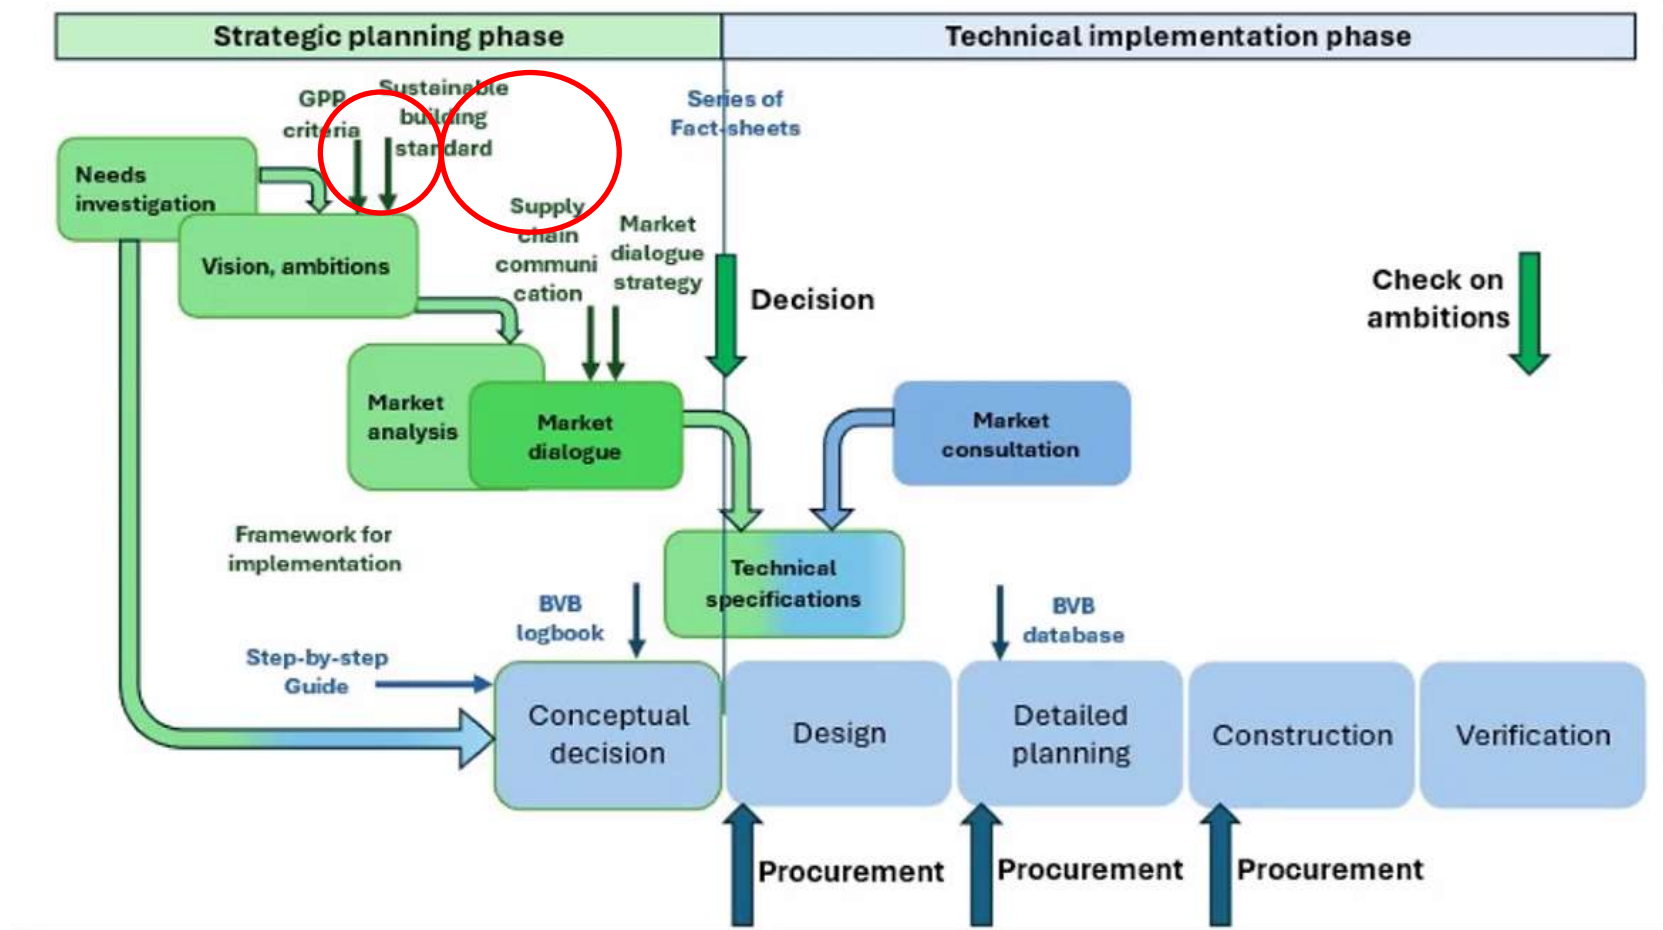 Strategic planning phase
Technical implementation phase
GPP
criteria
Sustainable
building
standard
Series of
Fact-sheets
Needs
investigation
Vision, ambitions
Supply
chain
communi
cation
Market
dialogue
strategy
Decision
Check on
ambitions
Market
analysis
Market
dialogue
Market
consultation
Framework for
implementation
Technical
specifications
BVB
logbook
BVB
database
Step-by-step
Guide
Conceptual
decision
Design
Detailed
planning
Construction
Verification
Procurement
Procurement
Procurement